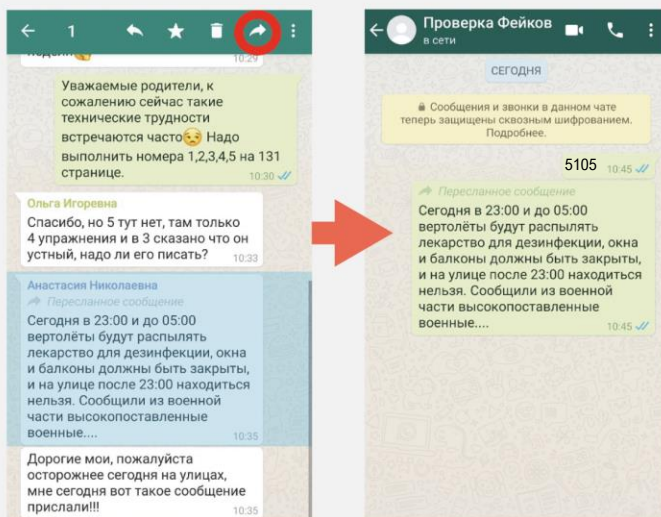 1
10:29
Уважаемые родители, к
сожалению сейчас такие
технические трудности
встречаются часто😒 Надо
выполнить номера 1,2,3,4,5 на 131
странице.
10:30
Ольга Игоревна
Спасибо, но 5 тут нет, там только
4 упражнения и в 3 сказано что он
устный, надо ли его писать?
10:33
Анастасия Николаевна
Пересланное сообщение
Сегодня в 23:00 и до 05:00
вертолёты будут распылять
лекарство для дезинфекции, окна
и балконы должны быть закрыты,
и на улице после 23:00 находиться
нельзя. Сообщили из военной
части высокопоставленные
военные....
10:35
Дорогие мои, пожалуйста
осторожнее сегодня на улицах,
мне сегодня вот такое сообщение
прислали!!!
10:35
Проверка Фейков
в сети
СЕГОДНЯ
Сообщения и звонки в данном чате
теперь защищены сквозным шифрованием.
Подробнее.
5105 10:45
Пересланное сообщение
Сегодня в 23:00 и до 05:00
вертолёты будут распылять
лекарство для дезинфекции, окна
и балконы должны быть закрыты,
и на улице после 23:00 находиться
нельзя. Сообщили из военной
части высокопоставленные
военные....
10:45